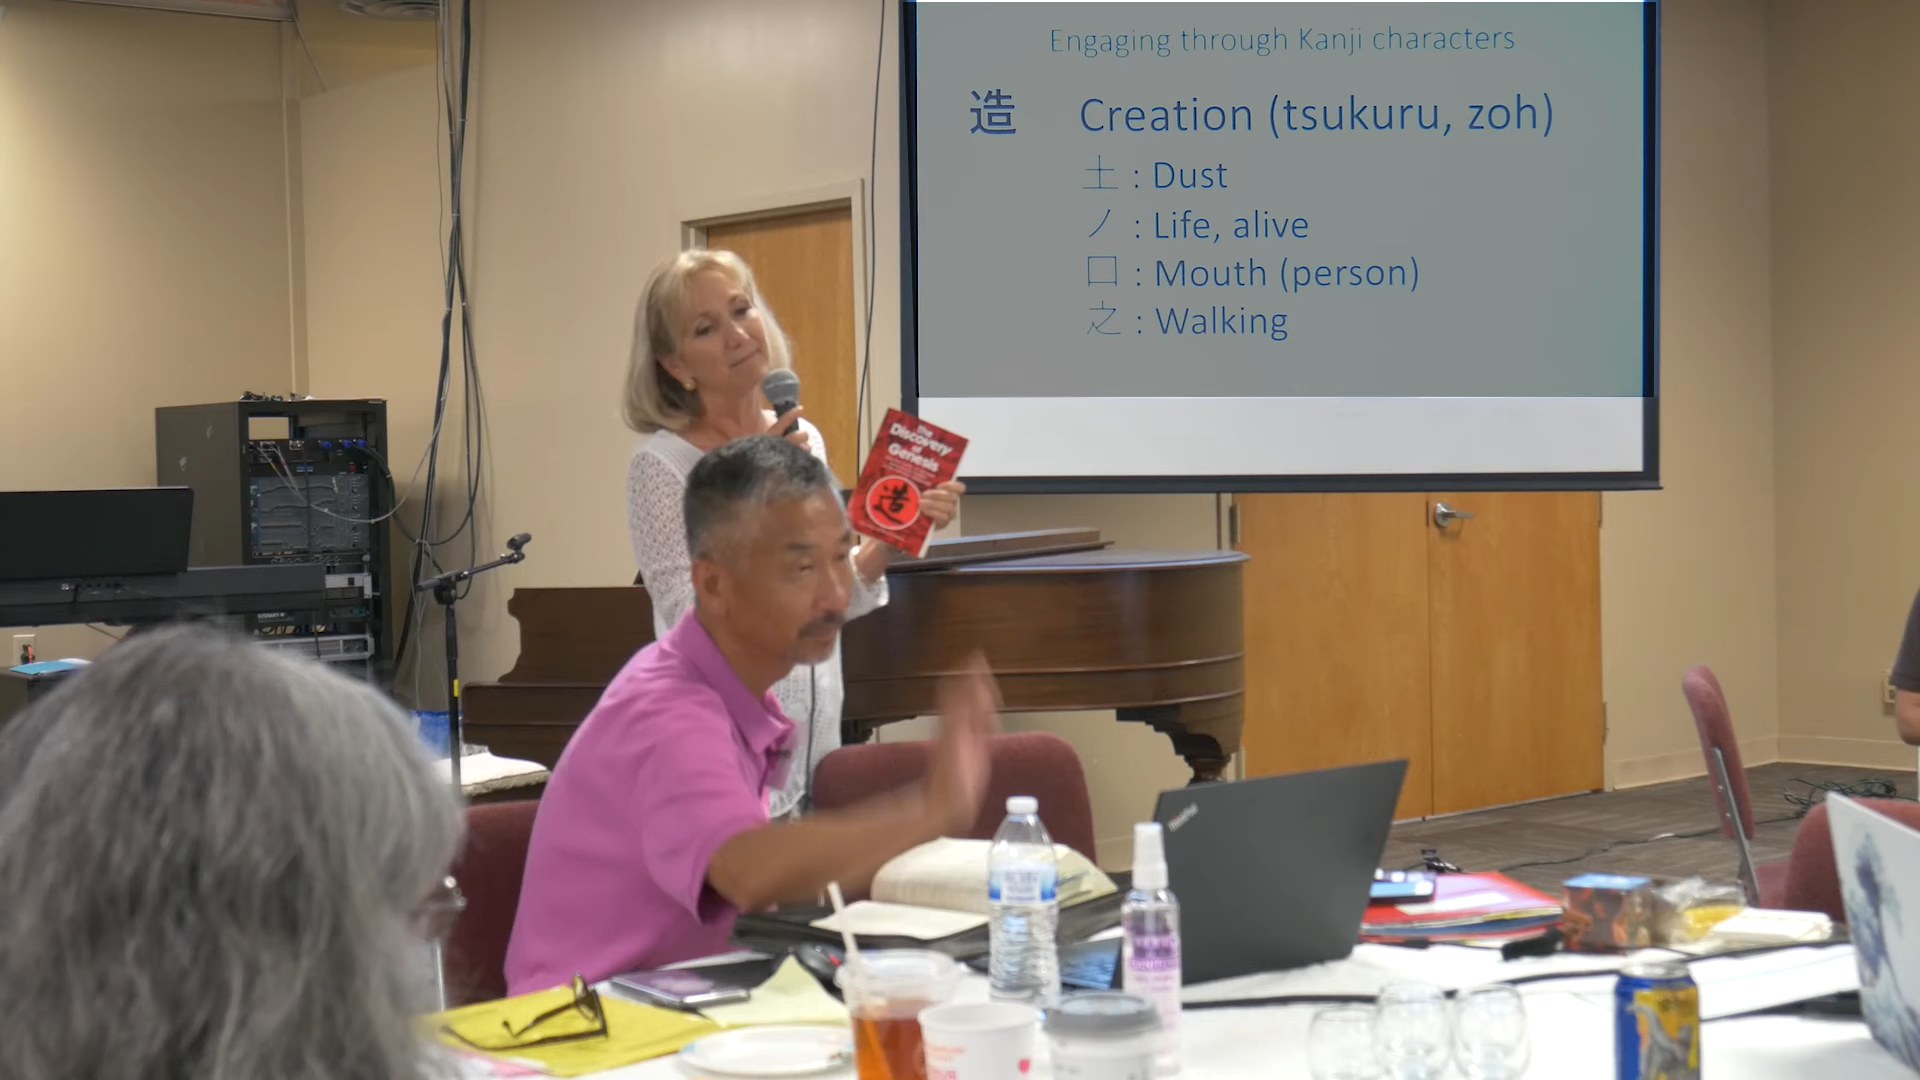 Engaging through Kanji characters
造 Creation (tsukuru, zoh)
土 : Dust
ノ : Life, alive
口 : Mouth (person)
之 : Walking
The
Discovery
of
Genesis
造
ThinkPad